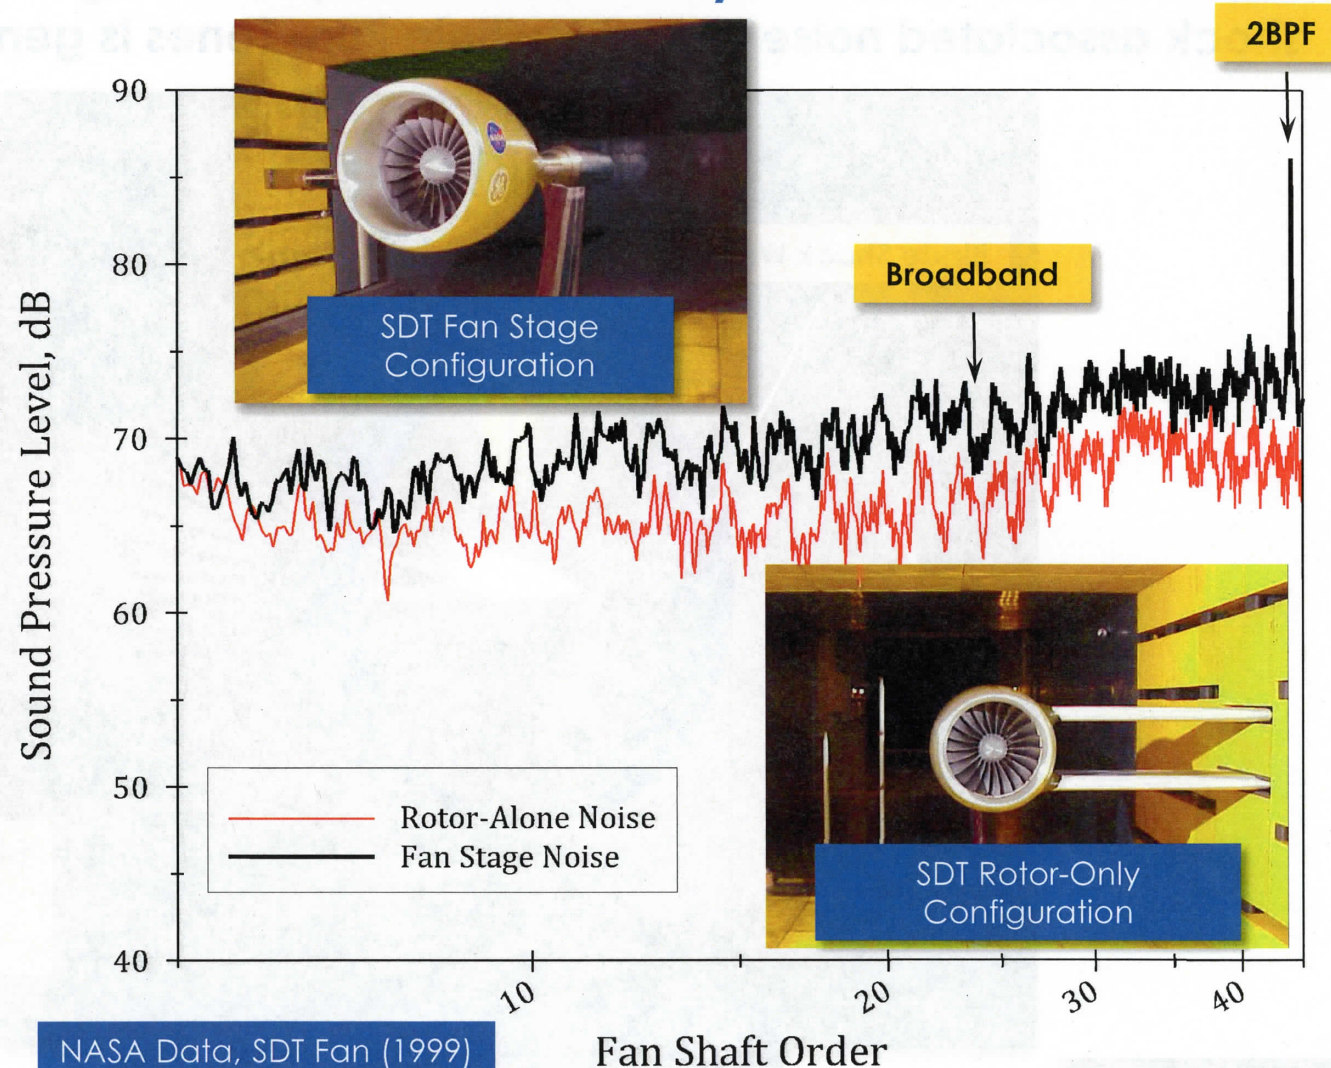 2BPF
90
80
70
60
50
40
Sound Pressure Level, dB
SDT Fan Stage
Configuration
Broadband
Rotor-Alone Noise
Fan Stage Noise
SDT Rotor-Only
Configuration
10
20
30
40
Fan Shaft Order
NASA Data, SDT Fan (1999)